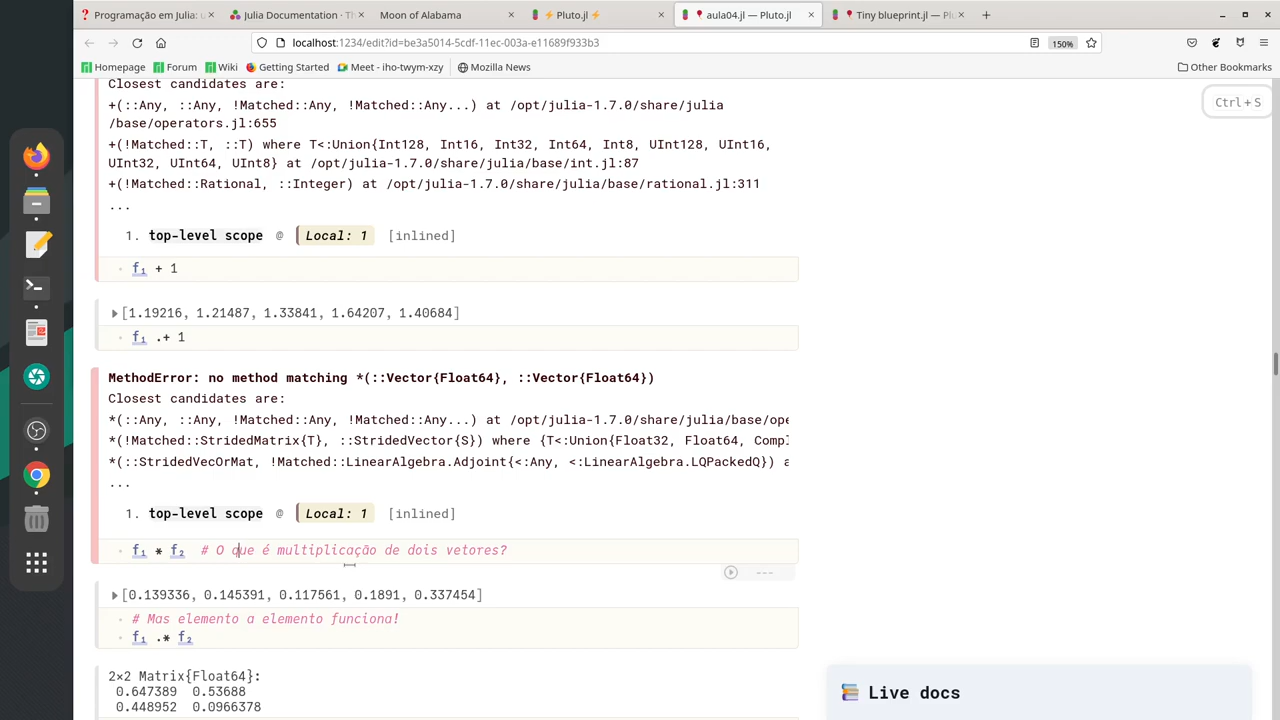 Programação em Julia: u
Julia Documentation · Th
Moon of Alabama
⚡ Pluto.jl ⚡
aula04.jl — Pluto.jl
Tiny blueprint.jl — Plu
localhost:1234/edit?id=be3a5014-5cdf-11ec-003a-e11689f933b3
150%
Homepage
Forum
Wiki
Getting Started
Meet - iho-twym-xzy
Mozilla News
Other Bookmarks
Ctrl + S
Closest candidates are:
+(::Any, ::Any, !Matched::Any, !Matched::Any...) at /opt/julia-1.7.0/share/julia
/base/operators.jl:655
+(!Matched::T, ::T) where T<:Union{Int128, Int16, Int32, Int64, Int8, UInt128, UInt16,
UInt32, UInt64, UInt8} at /opt/julia-1.7.0/share/julia/base/int.jl:87
+(!Matched::Rational, ::Integer) at /opt/julia-1.7.0/share/julia/base/rational.jl:311
...
1. top-level scope @ Local: 1 [inlined]
f₁ + 1
[1.19216, 1.21487, 1.33841, 1.64207, 1.40684]
f₁ .+ 1
MethodError: no method matching *(::Vector{Float64}, ::Vector{Float64})
Closest candidates are:
*(::Any, ::Any, !Matched::Any, !Matched::Any...) at /opt/julia-1.7.0/share/julia/base/ope
*(!Matched::StridedMatrix{T}, ::StridedVector{S}) where {T<:Union{Float32, Float64, Compl
*(::StridedVecOrMat, !Matched::LinearAlgebra.Adjoint{<:Any, <:LinearAlgebra.LQPackedQ}) a
...
1. top-level scope @ Local: 1 [inlined]
f₁ * f₂ # O que é multiplicação de dois vetores?
---
[0.139336, 0.145391, 0.117561, 0.1891, 0.337454]
# Mas elemento a elemento funciona!
f₁ .* f₂
2×2 Matrix{Float64}:
0.647389 0.53688
0.448952 0.0966378
Live docs